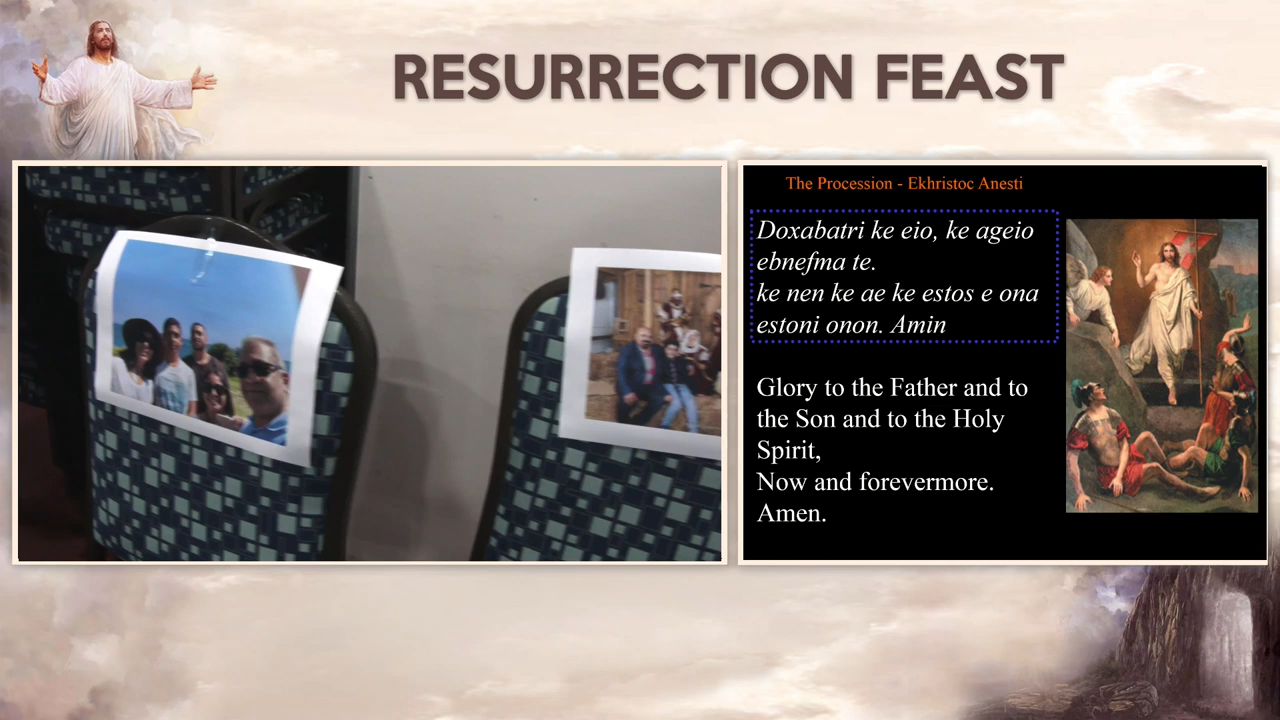 RESURRECTION FEAST
The Procession - Ekhristoc Anesti
Doxabatri ke eio, ke ageio
ebnefma te.
ke nen ke ae ke estos e ona
estoni onon. Amin
Glory to the Father and to
the Son and to the Holy
Spirit,
Now and forevermore.
Amen.